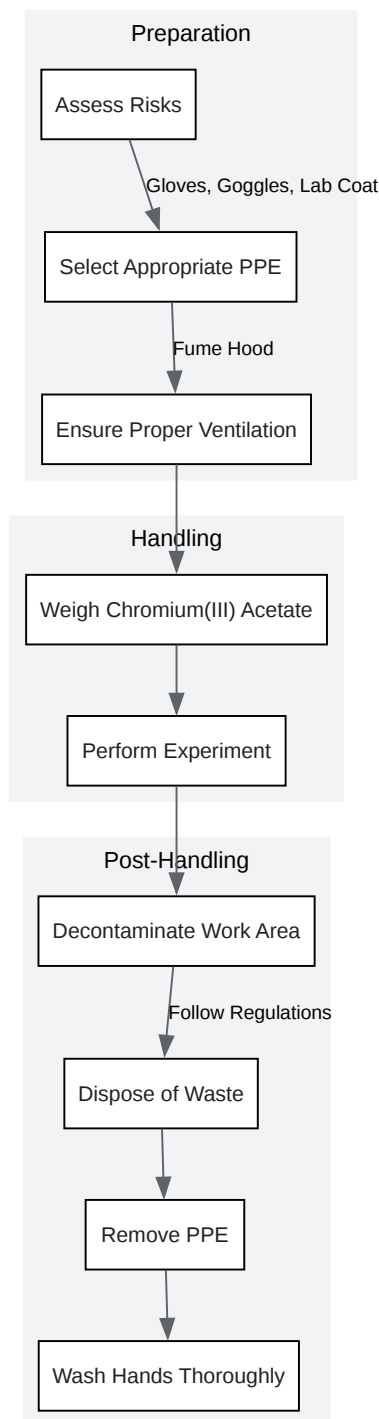 Preparation
Assess Risks
Gloves, Goggles, Lab Coat
Select Appropriate PPE
Fume Hood
Ensure Proper Ventilation
Handling
Weigh Chromium(III) Acetate
Perform Experiment
Post-Handling
Decontaminate Work Area
Follow Regulations
Dispose of Waste
Remove PPE
Wash Hands Thoroughly